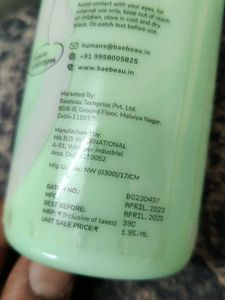 Avoid contact with your eyes, for
external use only, keep out of reach
of children, store in cool and dry
place. Do patch test before use.
humans@baebeau.in
+91 9958005825
www.baebeau.in
Marketed By:
Baebeau Techprise Pvt. Ltd.
Ground Floor, Malviya Nagar,
Delhi-110017
Manufactured by:
M/s B.O. INTERNATIONAL
A-91, Industrial
Area, Delhi-110052
Mfg. Lic. No: NW (0300)/17/CM
BATCH NO.:
B0230437
MFG
APRIL, 2023
BEST BEFORE:
APRIL, 2025
MRP ₹ (Inclusive of taxes)
390
UNIT SALE PRICE:₹
1.95/ML